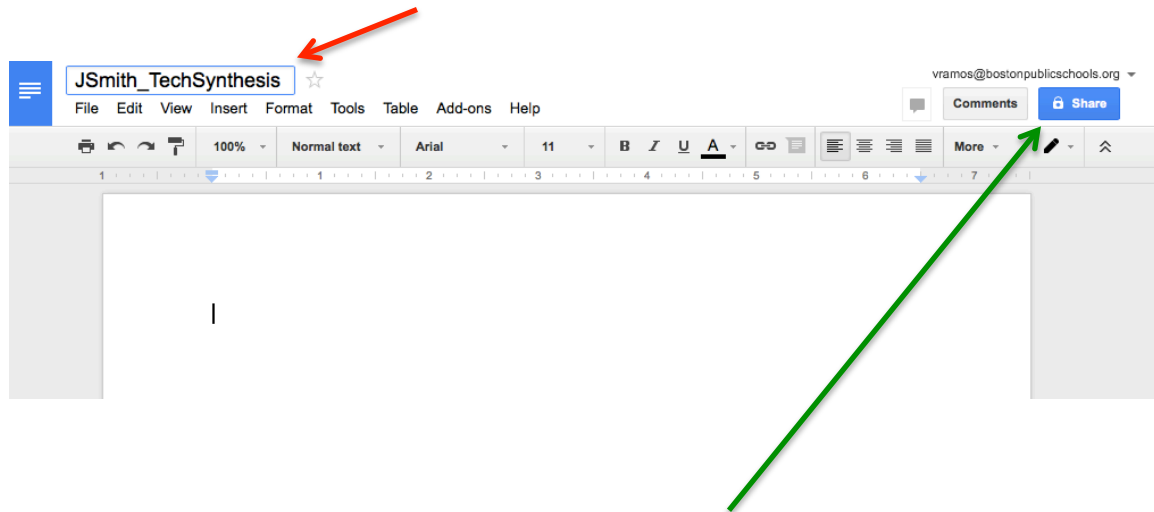 vramos@bostonpublicschools.org
JSmith_TechSynthesis
File Edit View Insert Format Tools Table Add-ons Help
Comments Share
100% Normal text Arial 11 B I U A More
1 1 2 3 4 5 6 7